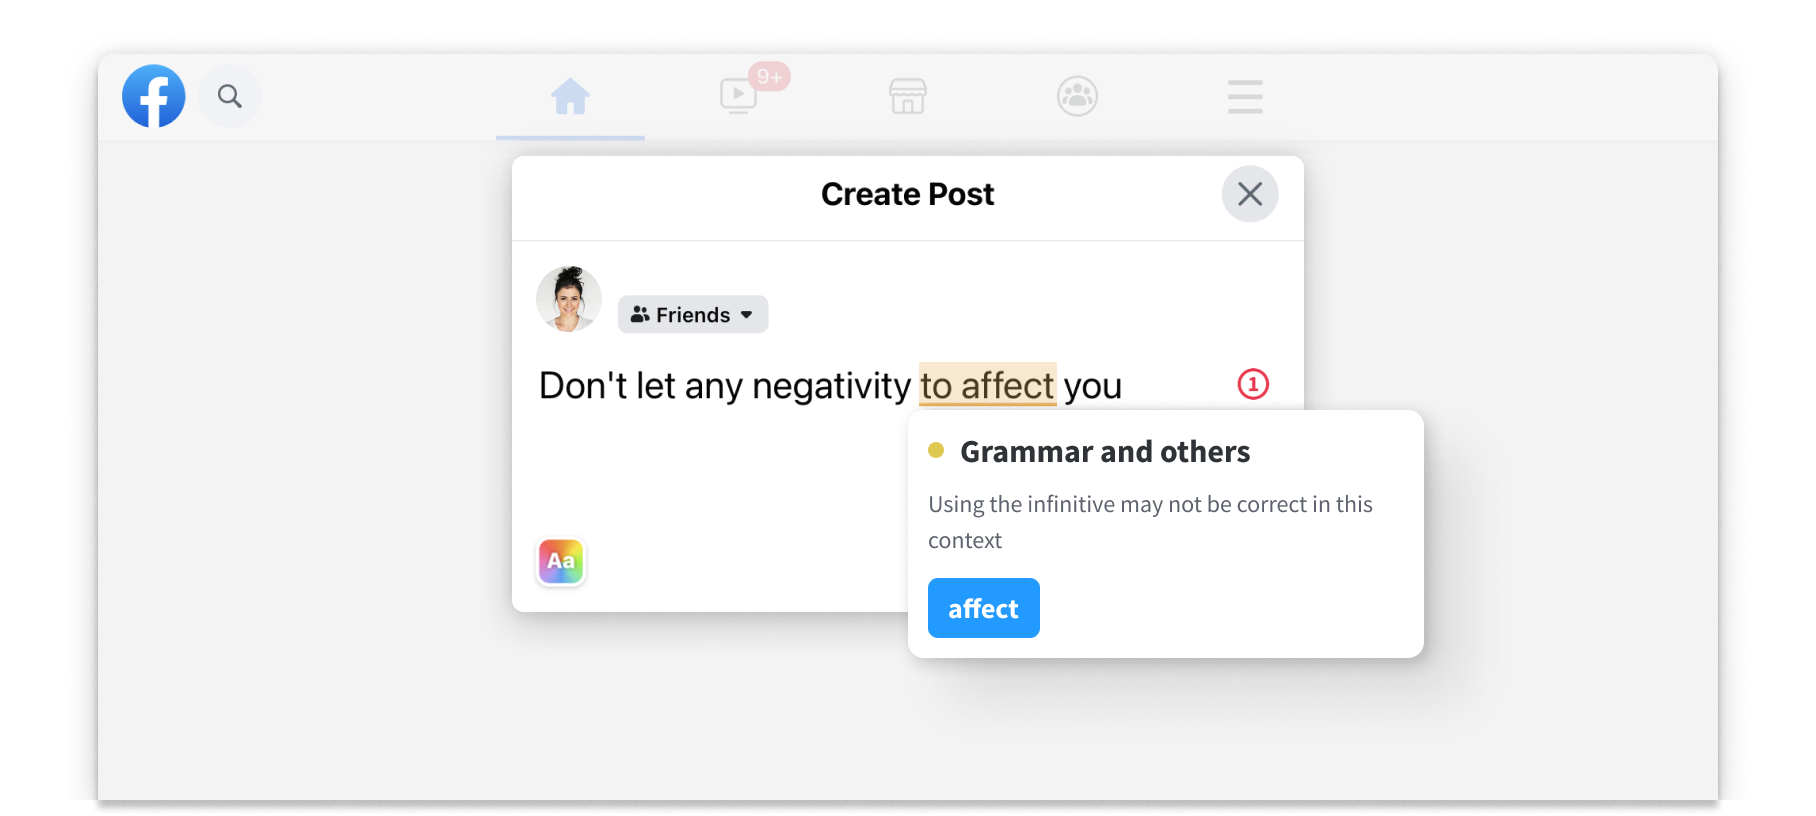 9+
Create Post
Friends
Don't let any negativity to affect you
1
Grammar and others
Using the infinitive may not be correct in this
context
affect
Aa